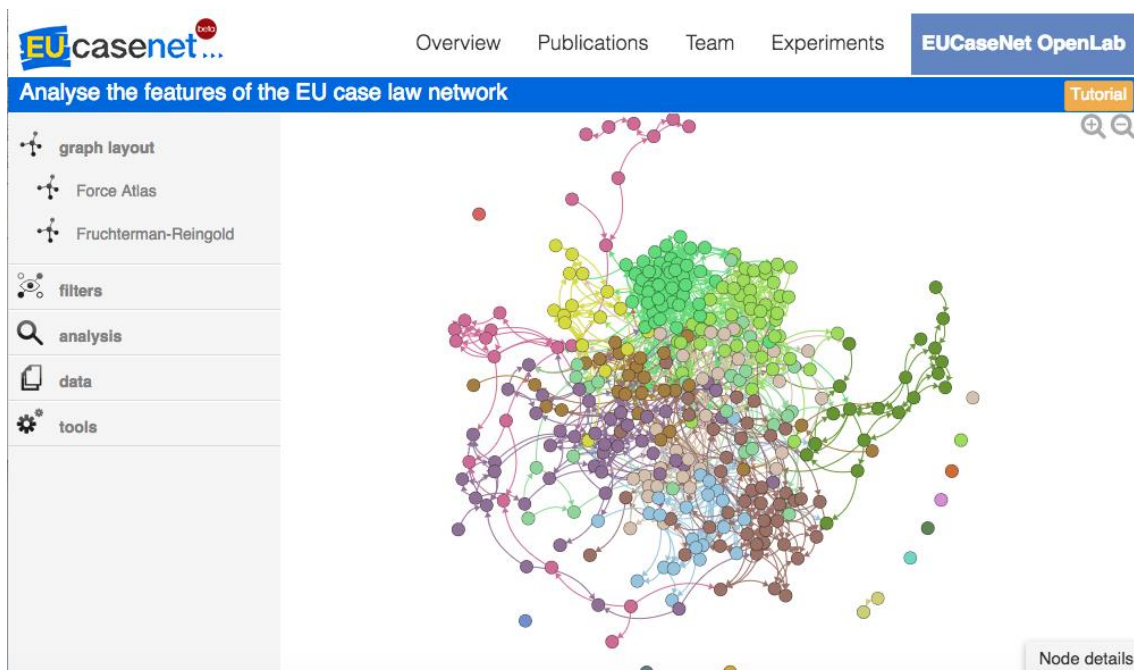 EUcasenet... beta
Overview Publications Team Experiments EUCaseNet OpenLab
Analyse the features of the EU case law network
Tutorial
graph layout
Force Atlas
Fruchterman-Reingold
filters
analysis
data
tools
Node details